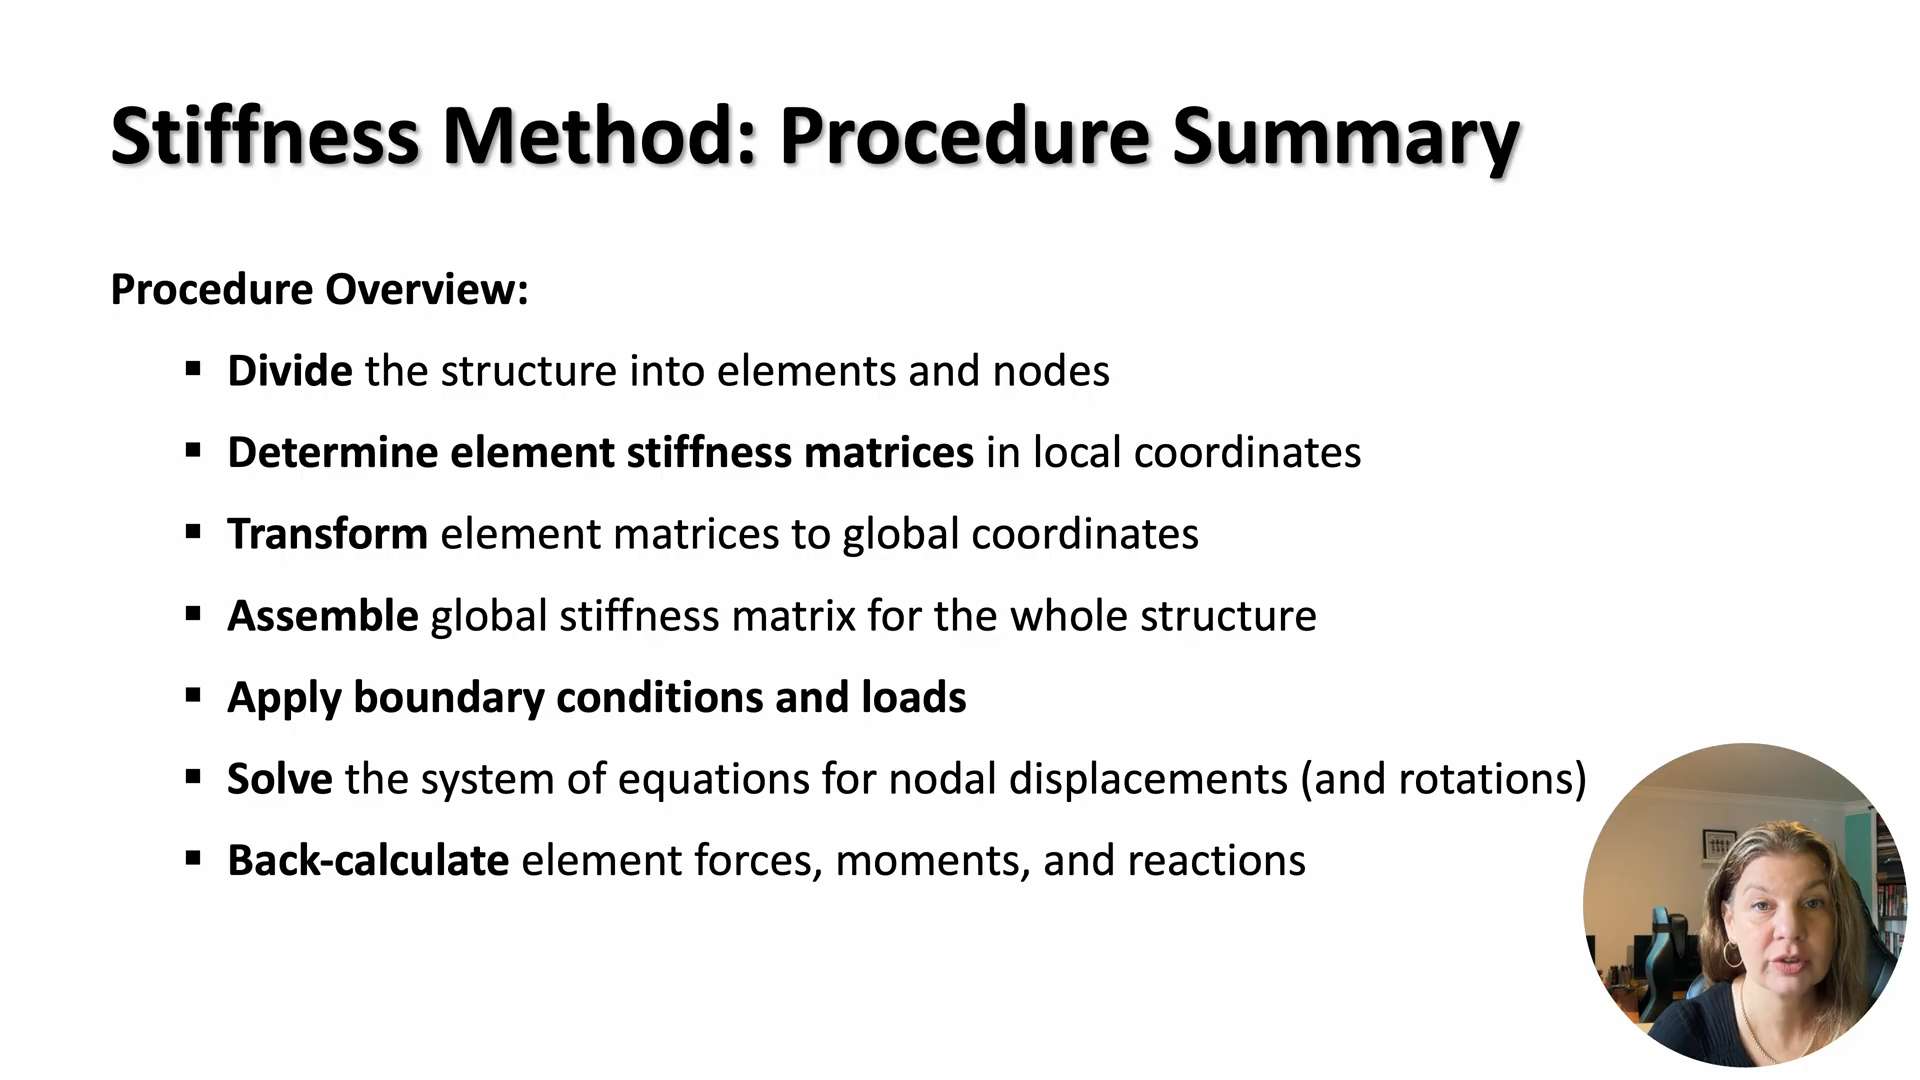 Stiffness Method: Procedure Summary
Procedure Overview:
▪ Divide the structure into elements and nodes
▪ Determine element stiffness matrices in local coordinates
▪ Transform element matrices to global coordinates
▪ Assemble global stiffness matrix for the whole structure
▪ Apply boundary conditions and loads
▪ Solve the system of equations for nodal displacements (and rotations)
▪ Back-calculate element forces, moments, and reactions